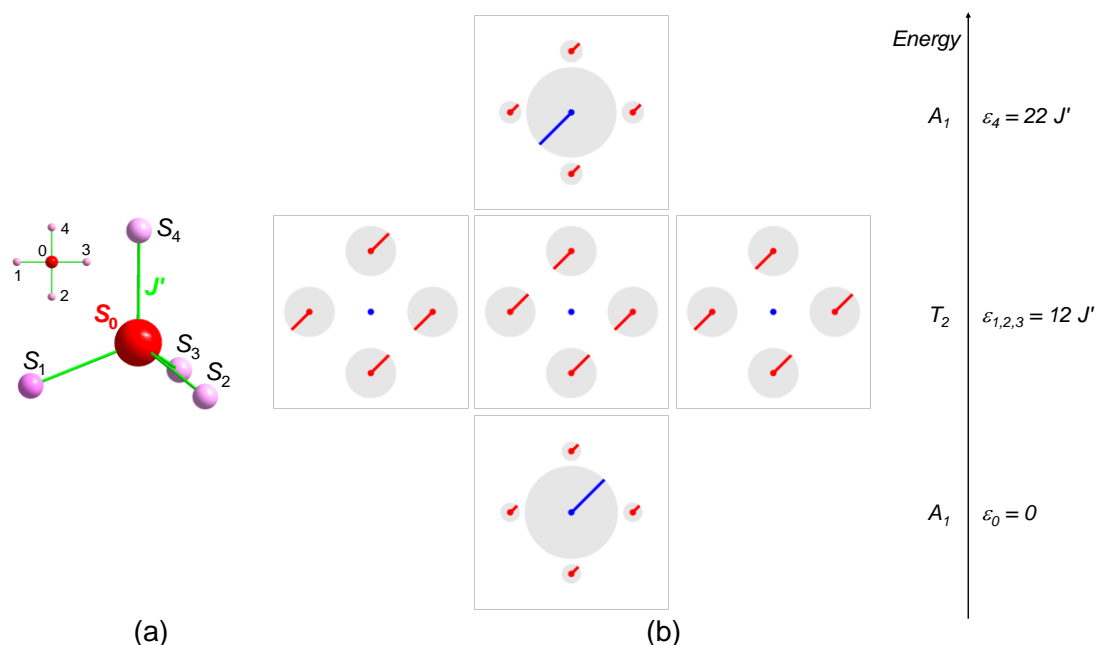 Energy
A₁ ε₄ = 22 J'
4
0 3
1
2
S₄
J'
S₀
S₃
S₁
S₂
T₂ ε₁,₂,₃ = 12 J'
A₁ ε₀ = 0
(a) (b)